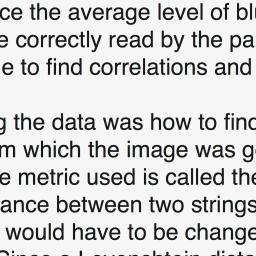 ce the average level of bl
e correctly read by the pa
e to find correlations and
g the data was how to find
m which the image was g
e metric used is called the
ance between two strings
would have to be change
Since a Levenshtein dista